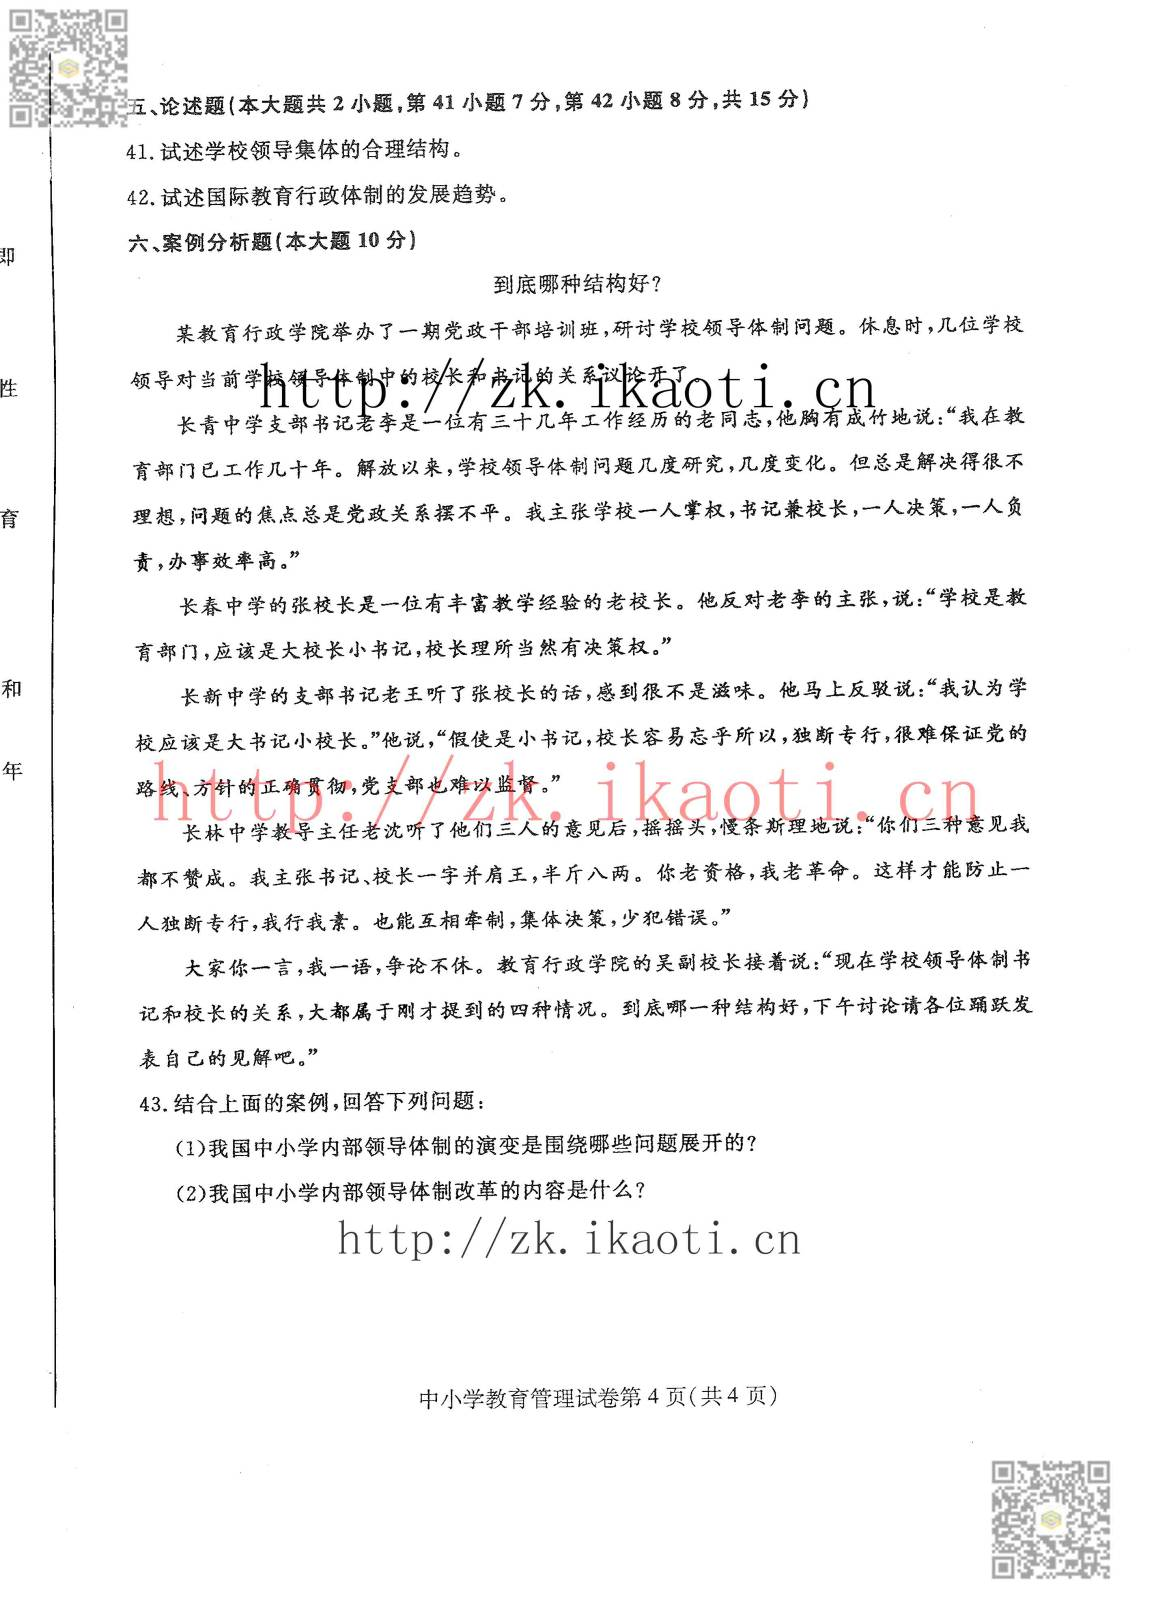 五、论述题(本大题共 2 小题,第 41 小题 7 分,第 42 小题 8 分,共 15 分)
41.试述学校领导集体的合理结构。
42.试述国际教育行政体制的发展趋势。
六、案例分析题(本大题 10 分)
即
到底哪种结构好?
某教育行政学院举办了一期党政干部培训班,研讨学校领导体制问题。休息时,几位学校
性
领导对当前学校领导体制中的校长和书记的关系议论开了。
http://zk.ikaoti.cn
长青中学支部书记老李是一位有三十几年工作经历的老同志,他胸有成竹地说:“我在教
育部门已工作几十年。解放以来,学校领导体制问题几度研究,几度变化。但总是解决得很不
育
理想,问题的焦点总是党政关系摆不平。我主张学校一人掌权,书记兼校长,一人决策,一人负
责,办事效率高。”
长春中学的张校长是一位有丰富教学经验的老校长。他反对老李的主张,说:“学校是教
育部门,应该是大校长小书记,校长理所当然有决策权。”
和
长新中学的支部书记老王听了张校长的话,感到很不是滋味。他马上反驳说:“我认为学
校应该是大书记小校长。”他说,“假使是小书记,校长容易忘乎所以,独断专行,很难保证党的
年
路线、方针的正确贯彻,党支部也难以监督。”
http://zk.ikaoti.cn
长林中学教导主任老沈听了他们三人的意见后,摇摇头,慢条斯理地说:“你们三种意见我
都不赞成。我主张书记、校长一字并肩王,半斤八两。你老资格,我老革命。这样才能防止一
人独断专行,我行我素。也能互相牵制,集体决策,少犯错误。”
大家你一言,我一语,争论不休。教育行政学院的吴副校长接着说:“现在学校领导体制书
记和校长的关系,大都属于刚才提到的四种情况。到底哪一种结构好,下午讨论请各位踊跃发
表自己的见解吧。”
43.结合上面的案例,回答下列问题:
(1)我国中小学内部领导体制的演变是围绕哪些问题展开的?
(2)我国中小学内部领导体制改革的内容是什么?
http://zk.ikaoti.cn
中小学教育管理试卷第 4 页(共 4 页)